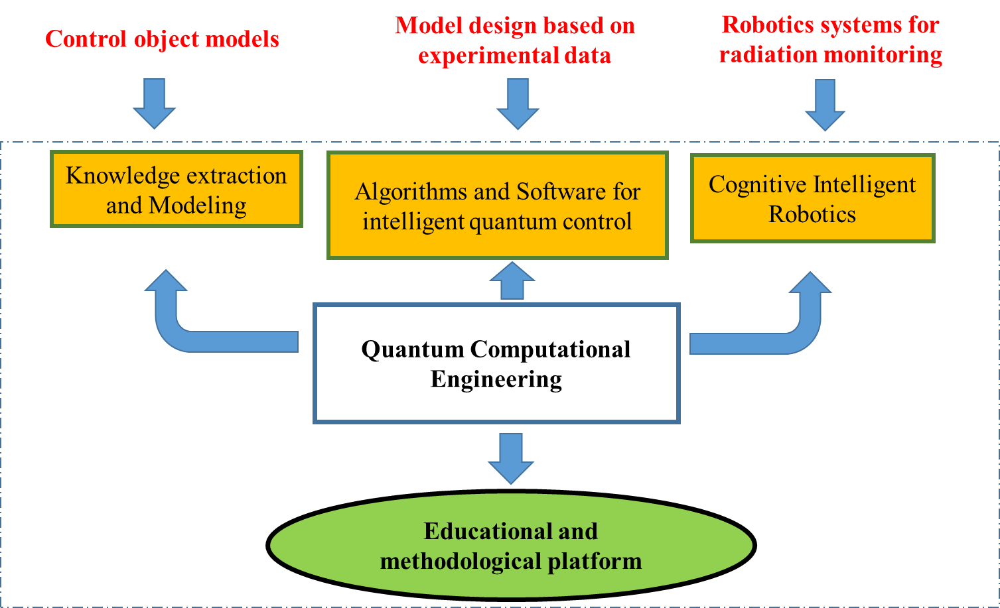 Control object models
Model design based on
experimental data
Robotics systems for
radiation monitoring
Knowledge extraction
and Modeling
Algorithms and Software for
intelligent quantum control
Cognitive Intelligent
Robotics
Quantum Computational
Engineering
Educational and
methodological platform